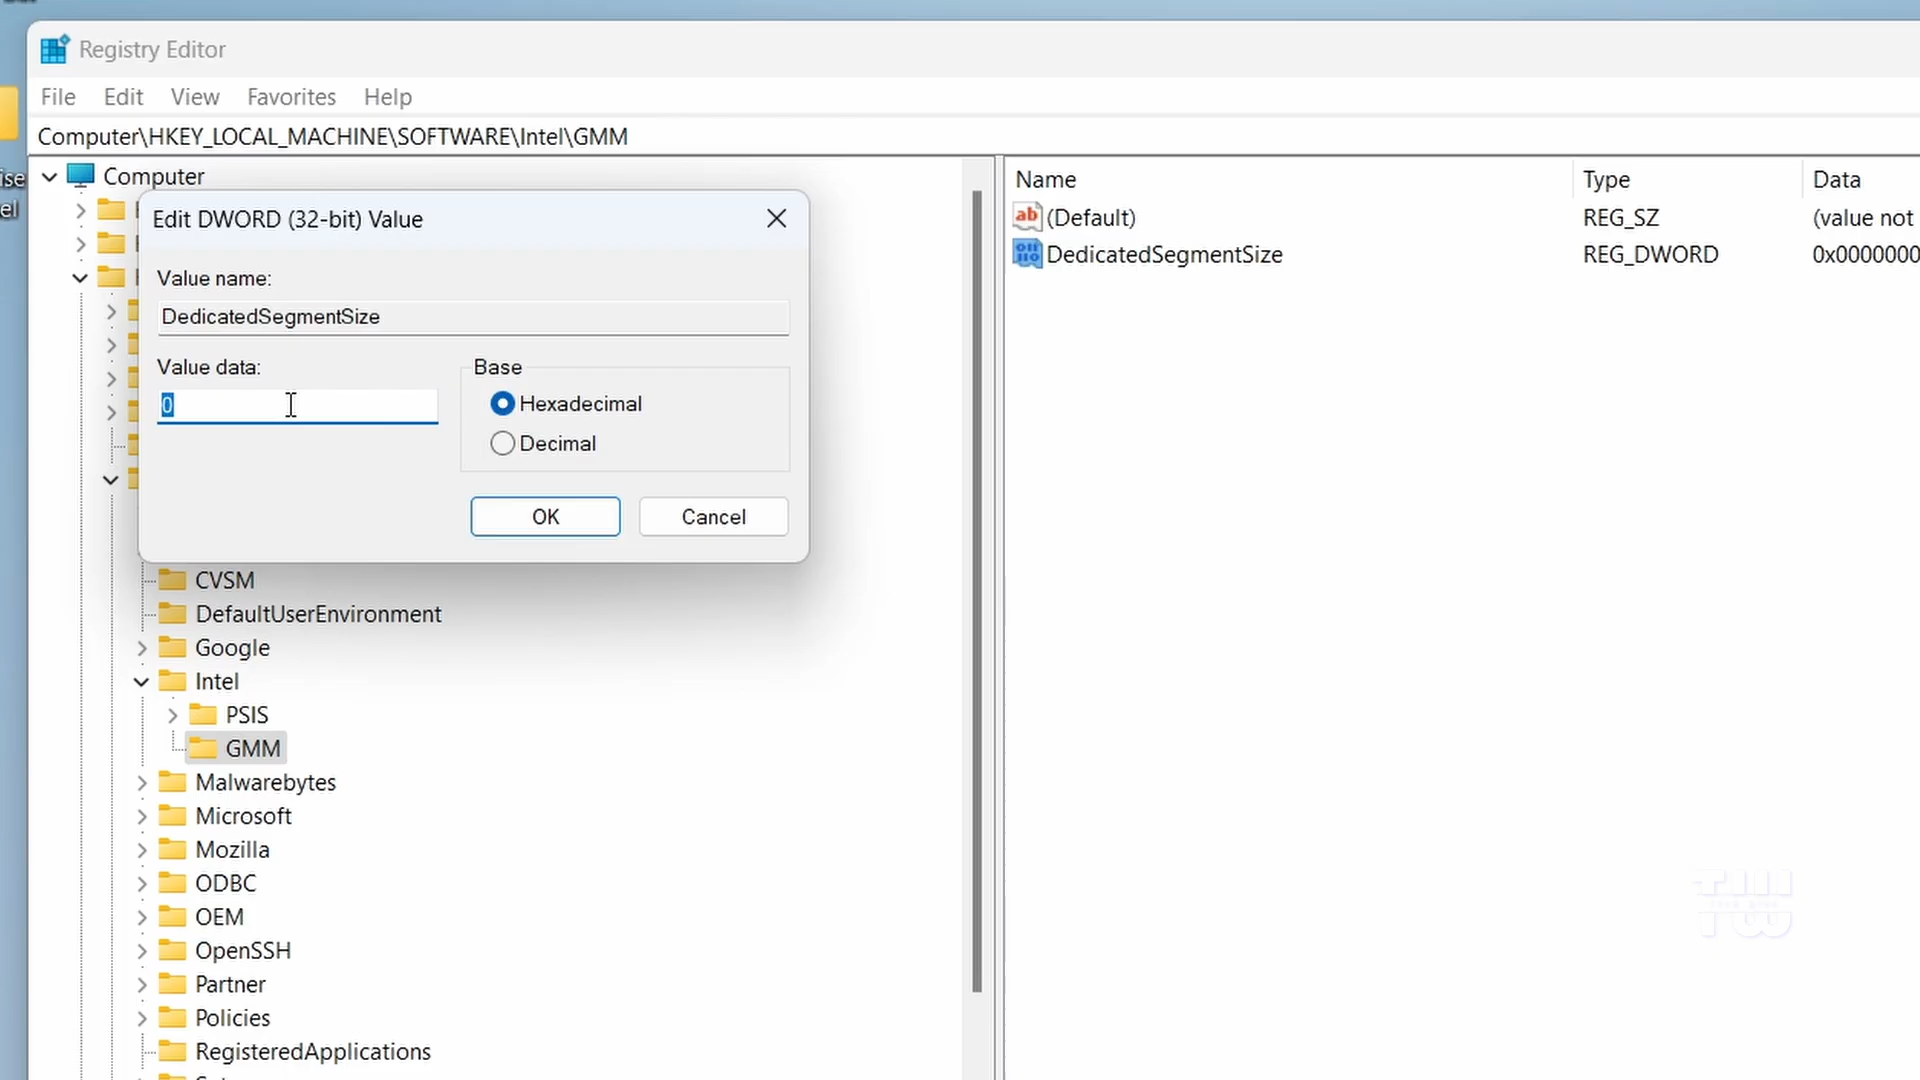 Registry Editor
File Edit View Favorites Help
Computer\HKEY_LOCAL_MACHINE\SOFTWARE\Intel\GMM
Computer
Edit DWORD (32-bit) Value
Value name:
DedicatedSegmentSize
Value data:
0
Base
Hexadecimal
Decimal
OK Cancel
CVSM
DefaultUserEnvironment
Google
Intel
PSIS
GMM
Malwarebytes
Microsoft
Mozilla
ODBC
OEM
OpenSSH
Partner
Policies
RegisteredApplications
Name Type Data
(Default) REG_SZ (value not
DedicatedSegmentSize REG_DWORD 0x0000000